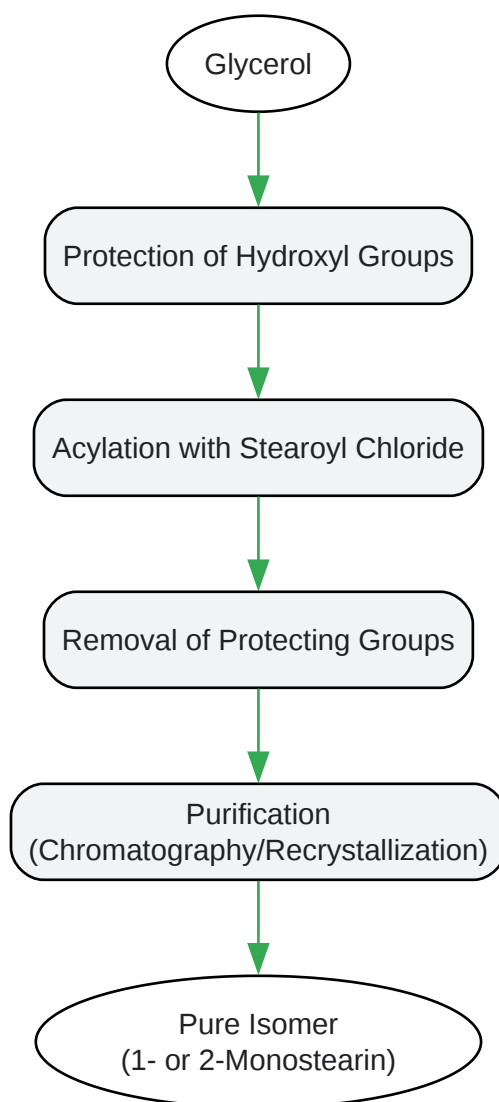 Glycerol
Protection of Hydroxyl Groups
Acylation with Stearoyl Chloride
Removal of Protecting Groups
Purification
(Chromatography/Recrystallization)
Pure Isomer
(1- or 2-Monostearin)